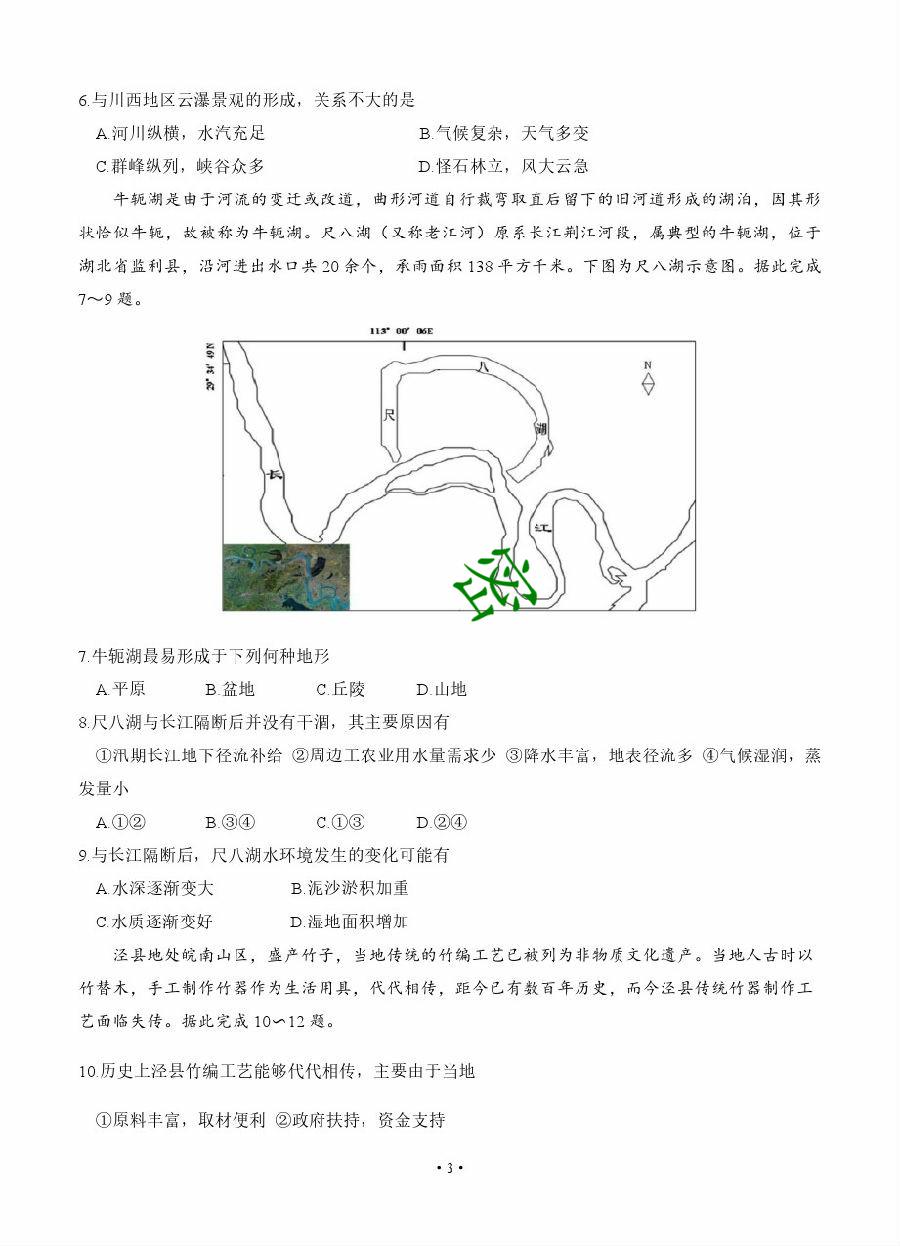 6.与川西地区云瀑景观的形成，关系不大的是
A.河川纵横，水汽充足 B.气候复杂，天气多变
C.群峰纵列，峡谷众多 D.怪石林立，风大云急
牛轭湖是由于河流的变迁或改道，曲形河道自行裁弯取直后留下的旧河道形成的湖泊，因其形
状恰似牛轭，故被称为牛轭湖。尺八湖（又称老江河）原系长江荆江河段，属典型的牛轭湖，位于
湖北省监利县，沿河进出水口共 20 余个，承雨面积 138 平方千米。下图为尺八湖示意图。据此完成
7～9 题。
113° 00′ 06E
29° 34′ 49N
N
八
尺
湖
长
江
密
7.牛轭湖最易形成于下列何种地形
A.平原 B.盆地 C.丘陵 D.山地
8.尺八湖与长江隔断后并没有干涸，其主要原因有
①汛期长江地下径流补给 ②周边工农业用水量需求少 ③降水丰富，地表径流多 ④气候湿润，蒸
发量小
A.①② B.③④ C.①③ D.②④
9.与长江隔断后，尺八湖水环境发生的变化可能有
A.水深逐渐变大 B.泥沙淤积加重
C.水质逐渐变好 D.湿地面积增加
泾县地处皖南山区，盛产竹子，当地传统的竹编工艺已被列为非物质文化遗产。当地人古时以
竹替木，手工制作竹器作为生活用具，代代相传，距今已有数百年历史，而今泾县传统竹器制作工
艺面临失传。据此完成 10～12 题。
10.历史上泾县竹编工艺能够代代相传，主要由于当地
①原料丰富，取材便利 ②政府扶持，资金支持
• 3 •